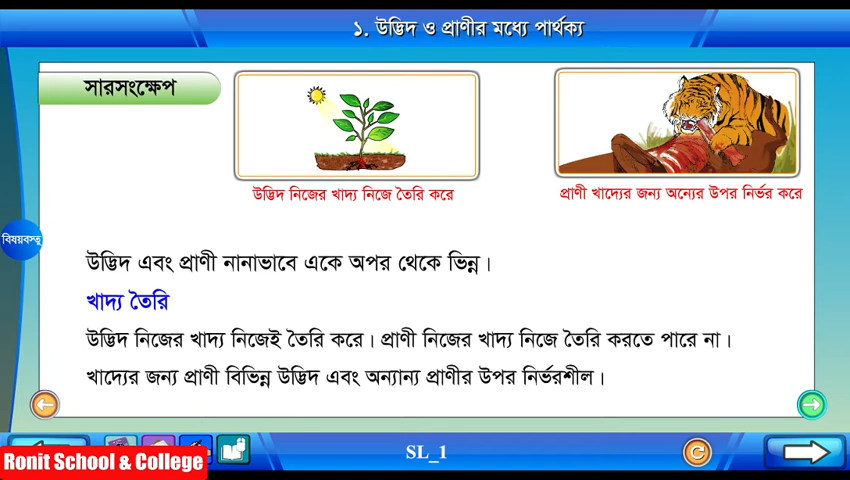 ১. উদ্ভিদ ও প্রাণীর মধ্যে পার্থক্য
সারসংক্ষেপ
উদ্ভিদ নিজের খাদ্য নিজে তৈরি করে
প্রাণী খাদ্যের জন্য অন্যের উপর নির্ভর করে
বিষয়বস্তু
উদ্ভিদ এবং প্রাণী নানাভাবে একে অপর থেকে ভিন্ন।
খাদ্য তৈরি
উদ্ভিদ নিজের খাদ্য নিজেই তৈরি করে। প্রাণী নিজের খাদ্য নিজে তৈরি করতে পারে না।
খাদ্যের জন্য প্রাণী বিভিন্ন উদ্ভিদ এবং অন্যান্য প্রাণীর উপর নির্ভরশীল।
SL_1
Ronit School & College